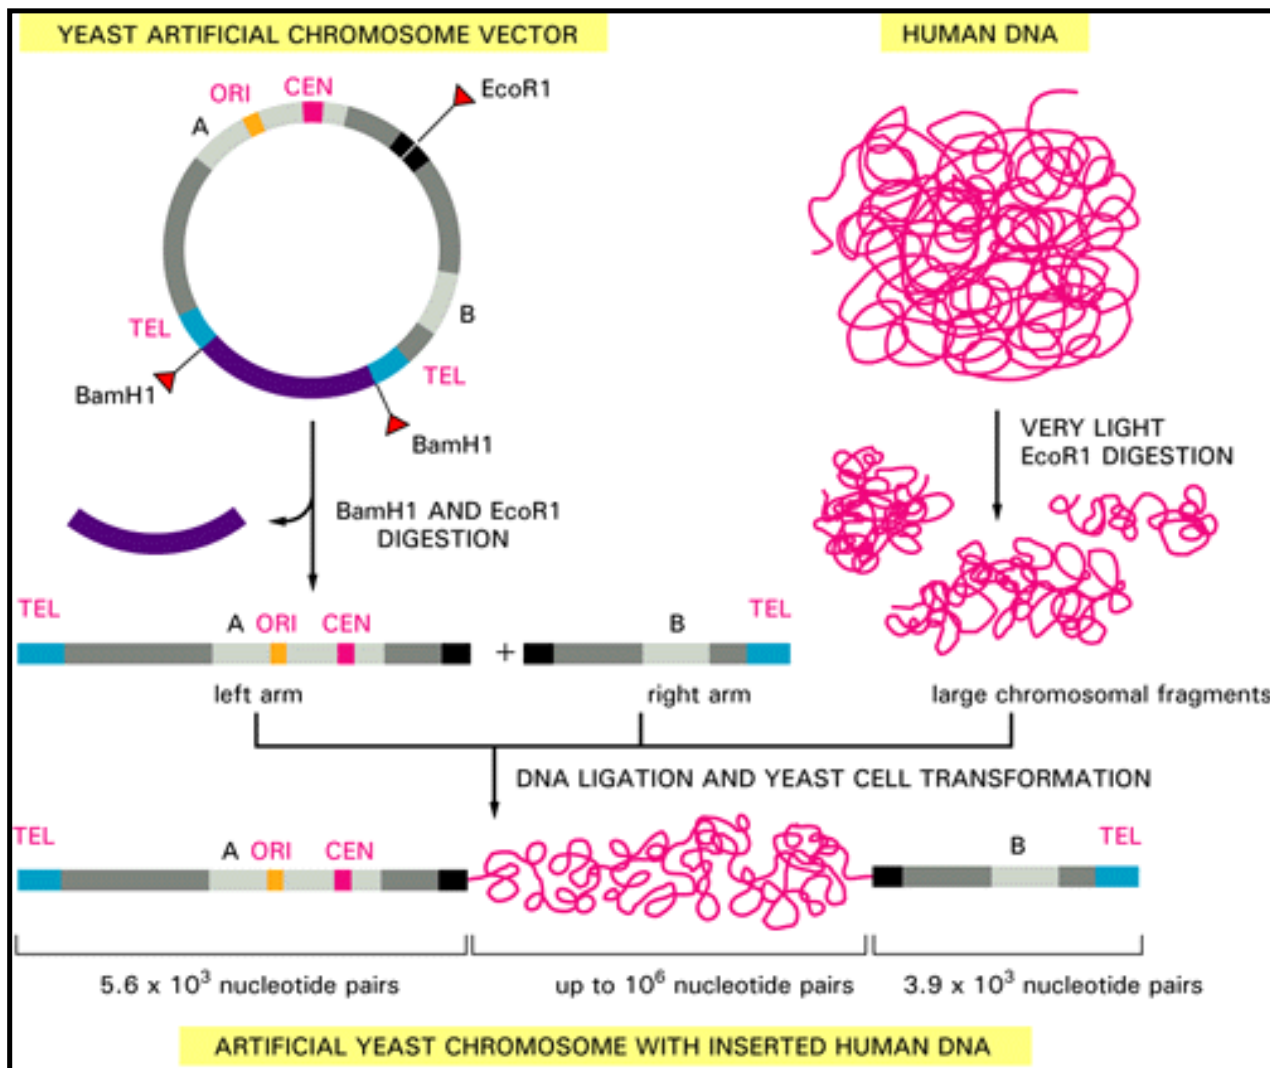 YEAST ARTIFICIAL CHROMOSOME VECTOR
HUMAN DNA
ORI
CEN
EcoR1
A
B
TEL
TEL
BamH1
BamH1
VERY LIGHT
EcoR1 DIGESTION
BamH1 AND EcoR1
DIGESTION
TEL
A
ORI
CEN
+
B
TEL
left arm
right arm
large chromosomal fragments
DNA LIGATION AND YEAST CELL TRANSFORMATION
TEL
A
ORI
CEN
B
TEL
5.6 x 10³ nucleotide pairs
up to 10⁶ nucleotide pairs
3.9 x 10³ nucleotide pairs
ARTIFICIAL YEAST CHROMOSOME WITH INSERTED HUMAN DNA